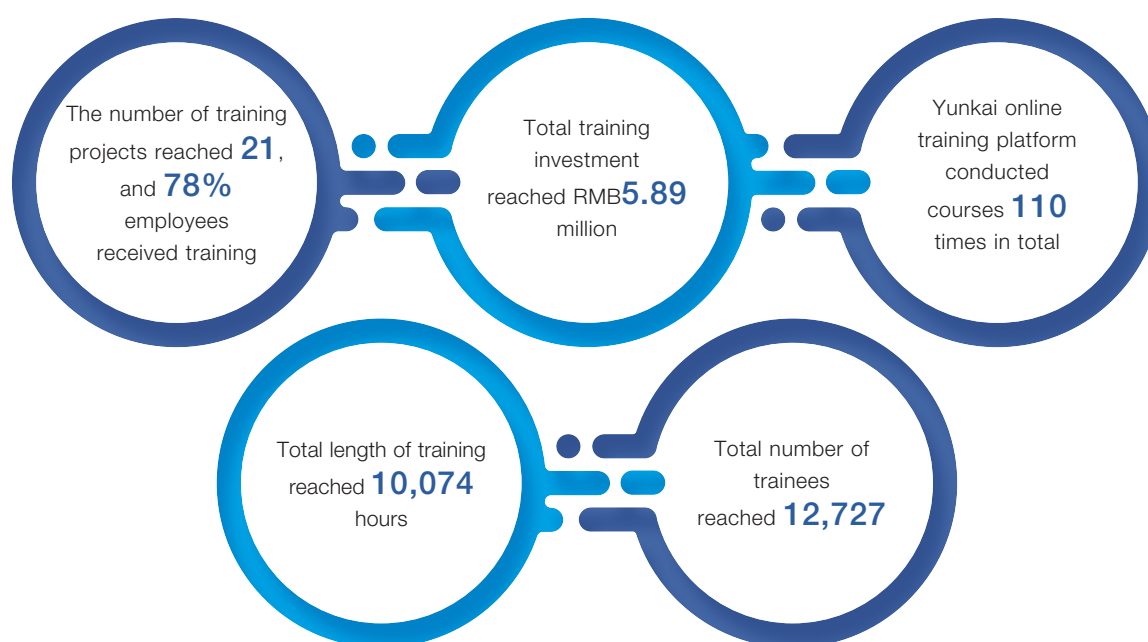 The number of training
projects reached 21,
and 78%
employees
received training
Total training
investment
reached RMB5.89
million
Yunkai online
training platform
conducted
courses 110
times in total
Total length of training
reached 10,074
hours
Total number of
trainees
reached 12,727